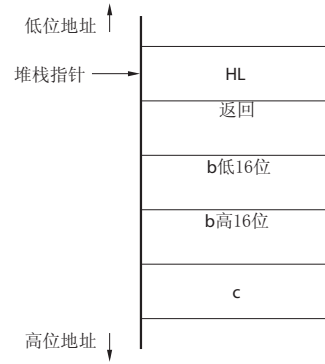 低位地址
堆栈指针
HL
返回
b低16位
b高16位
c
高位地址